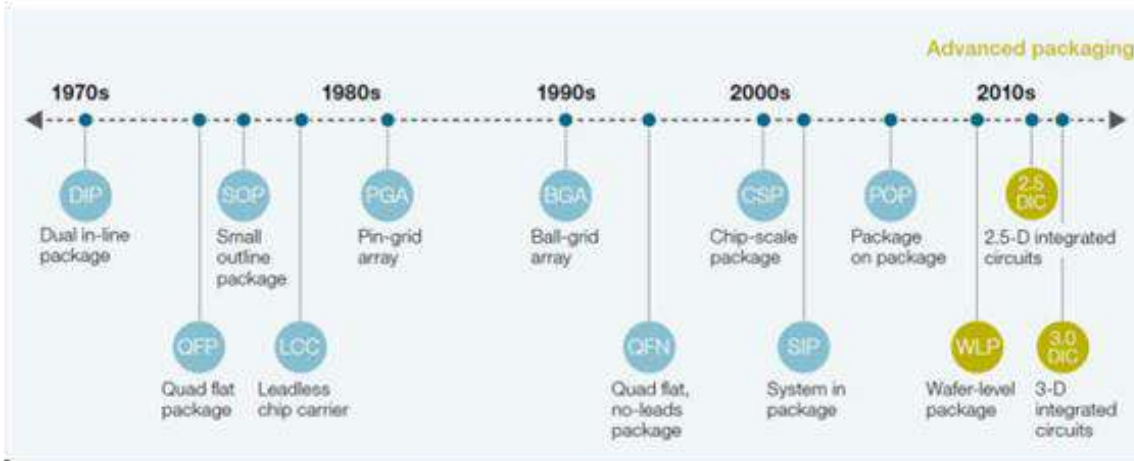 Advanced packaging
1970s
1980s
1990s
2000s
2010s
DIP
Dual in-line
package
SOP
Small
outline
package
PGA
Pin-grid
array
BGA
Ball-grid
array
CSP
Chip-scale
package
POP
Package
on package
2.5
DIC
2.5-D integrated
circuits
QFP
Quad flat
package
LCC
Leadless
chip carrier
QFN
Quad flat,
no-leads
package
SIP
System in
package
WLP
Wafer-level
package
3.0
DIC
3-D
integrated
circuits